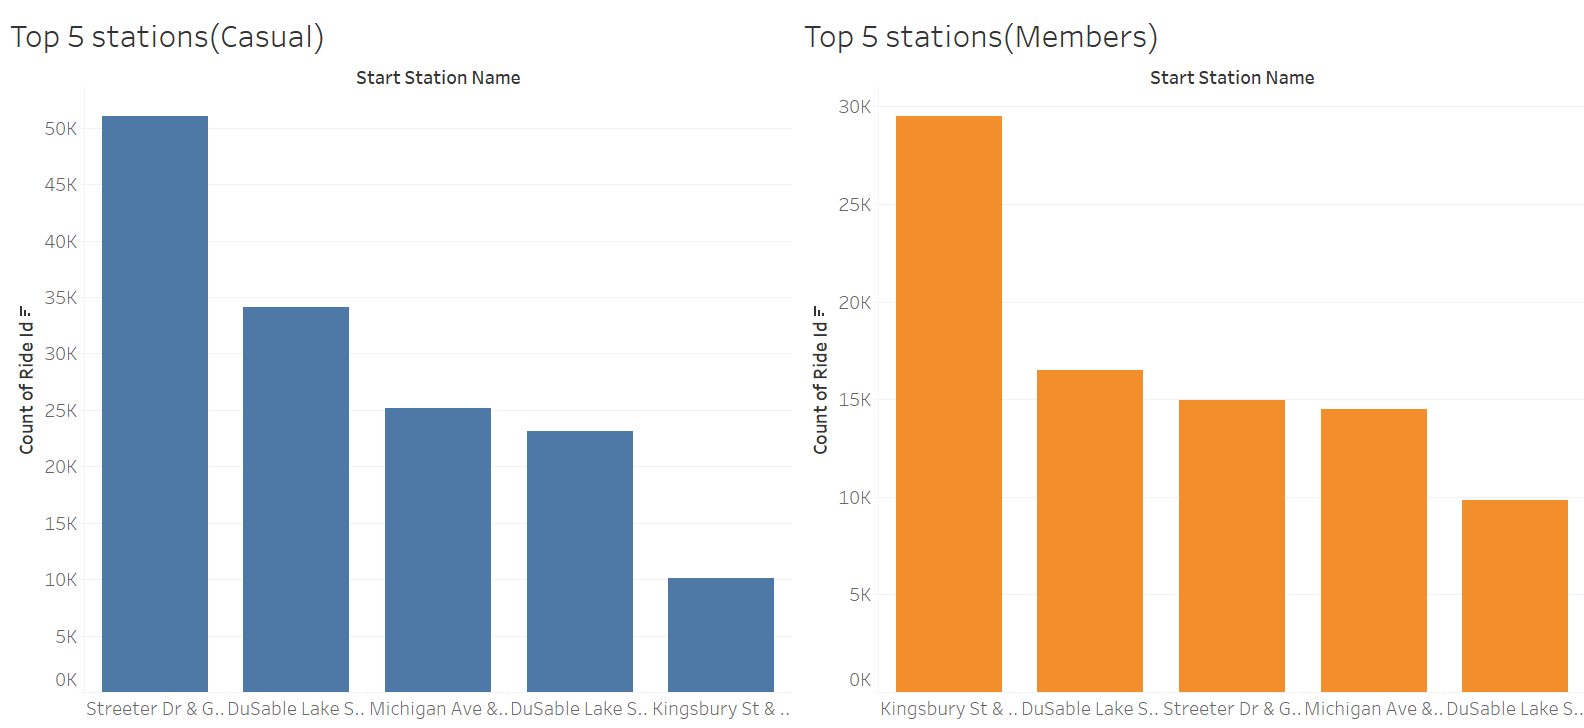 Top 5 stations(Casual)
Start Station Name
Count of Ride Id
50K
45K
40K
35K
30K
25K
20K
15K
10K
5K
0K
Streeter Dr & G.. DuSable Lake S.. Michigan Ave &.. DuSable Lake S.. Kingsbury St & ..
Top 5 stations(Members)
Start Station Name
Count of Ride Id
30K
25K
20K
15K
10K
5K
0K
Kingsbury St & .. DuSable Lake S.. Streeter Dr & G.. Michigan Ave &.. DuSable Lake S..